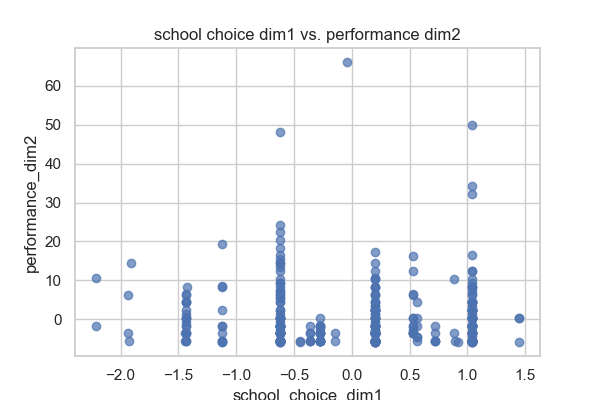 school choice dim1 vs. performance dim2
performance_dim2
60
50
40
30
20
10
0
−2.0 −1.5 −1.0 −0.5 0.0 0.5 1.0 1.5
school_choice_dim1